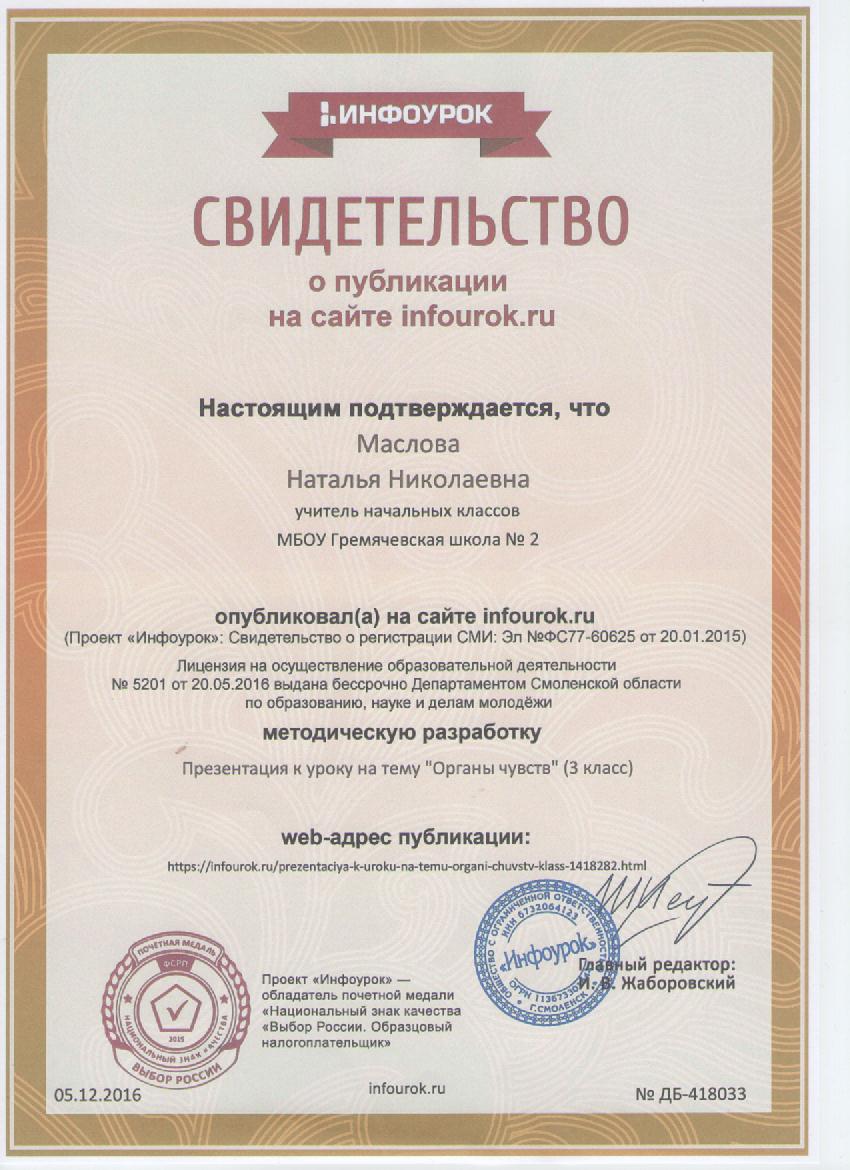 ИНФОУРОК
СВИДЕТЕЛЬСТВО
о публикации
на сайте infourok.ru
Настоящим подтверждается, что
Маслова
Наталья Николаевна
учитель начальных классов
МБОУ Гремячевская школа № 2
опубликовал(а) на сайте infourok.ru
(Проект «Инфоурок»: Свидетельство о регистрации СМИ: Эл №ФС77-60625 от 20.01.2015)
Лицензия на осуществление образовательной деятельности
№ 5201 от 20.05.2016 выдана бессрочно Департаментом Смоленской области
по образованию, науке и делам молодёжи
методическую разработку
Презентация к уроку на тему "Органы чувств" (3 класс)
web-адрес публикации:
https://infourok.ru/prezentaciya-k-uroku-na-temu-organi-chuvstv-klass-1418282.html
ОБЩЕСТВО С ОГРАНИЧЕННОЙ ОТВЕТСТВЕННОСТЬЮ
ИНН 6732064123
«Инфоурок»
ОГРН
Г.СМОЛЕНСК
Главный редактор:
И. В. Жаборовский
ПОЧЕТНАЯ МЕДАЛЬ
ФСРП
2015
НАЦИОНАЛЬНЫЙ ЗНАК КАЧЕСТВА
ВЫБОР РОССИИ
Проект «Инфоурок» —
обладатель почетной медали
«Национальный знак качества
«Выбор России. Образцовый
налогоплательщик»
05.12.2016
infourok.ru
№ ДБ-418033